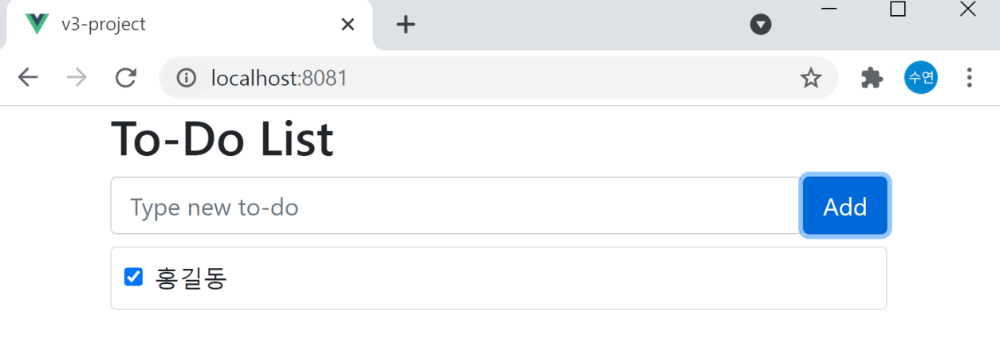 v3-project
localhost:8081
수연
To-Do List
Type new to-do
Add
홍길동